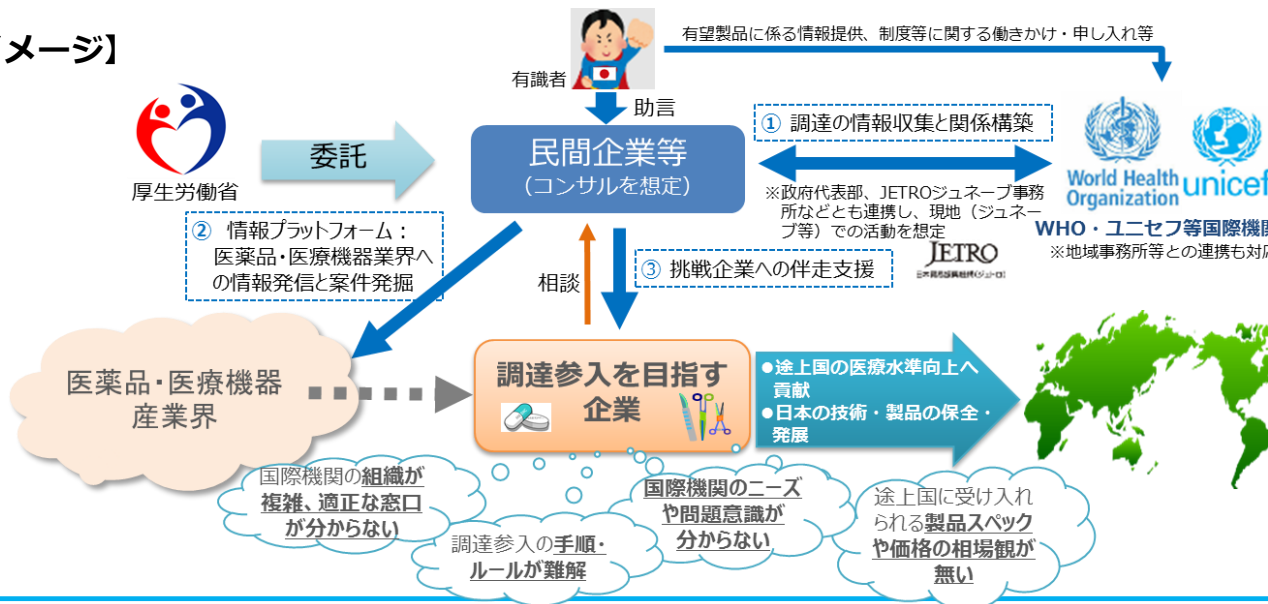 メージ】
有望製品に係る情報提供、制度等に関する働きかけ・申し入れ等
有識者
助言
厚生労働省
委託
民間企業等
（コンサルを想定）
① 調達の情報収集と関係構築
※政府代表部、JETROジュネーブ事務
所などとも連携し、現地（ジュネー
ブ等）での活動を想定
JETRO
日本貿易振興機構(ジェトロ)
World Health
Organization
unicef
WHO・ユニセフ等国際機関
※地域事務所等との連携も対応
② 情報プラットフォーム：
医薬品・医療機器業界へ
の情報発信と案件発掘
相談
③ 挑戦企業への伴走支援
医薬品・医療機器
産業界
調達参入を目指す
企業
●途上国の医療水準向上へ
貢献
●日本の技術・製品の保全・
発展
国際機関の組織が
複雑、適正な窓口
が分からない
調達参入の手順・
ルールが難解
国際機関のニーズ
や問題意識が
分からない
途上国に受け入れ
られる製品スペック
や価格の相場観が
無い